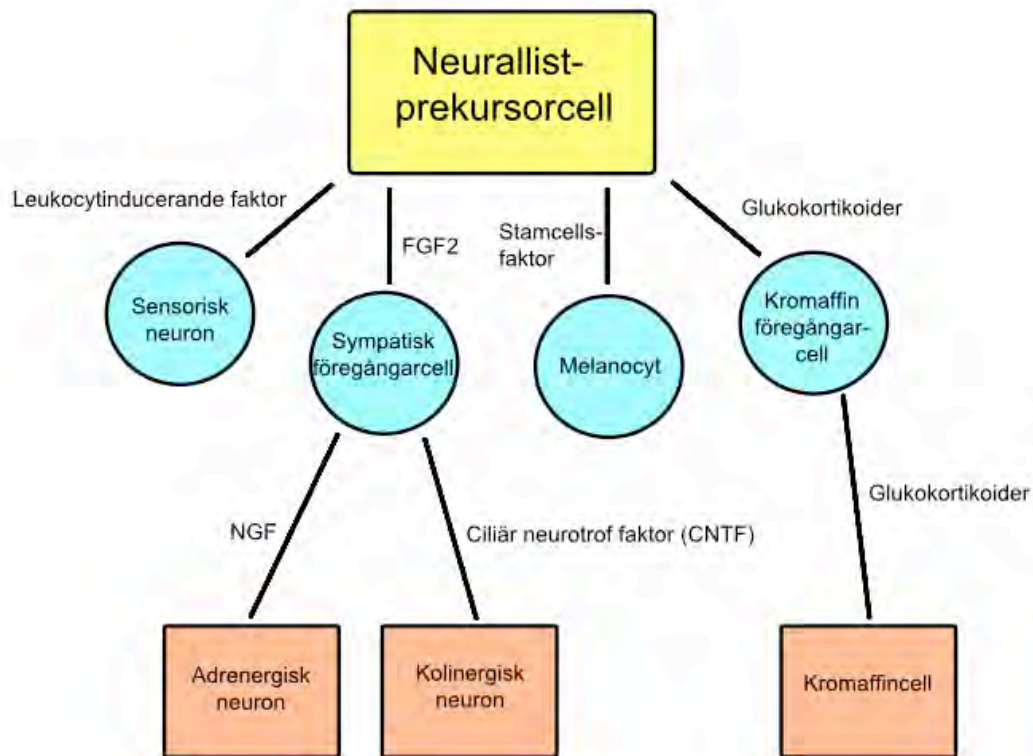 Neurallist-
prekursorcell
Leukocytinducerande faktor
FGF2
Stamcells-
faktor
Glukokortikoider
Sensorisk
neuron
Sympatisk
föregångarcell
Melanocyt
Kromaffin
föregångar-
cell
NGF
Ciliär neurotrof faktor (CNTF)
Glukokortikoider
Adrenergisk
neuron
Kolinergisk
neuron
Kromaffincell